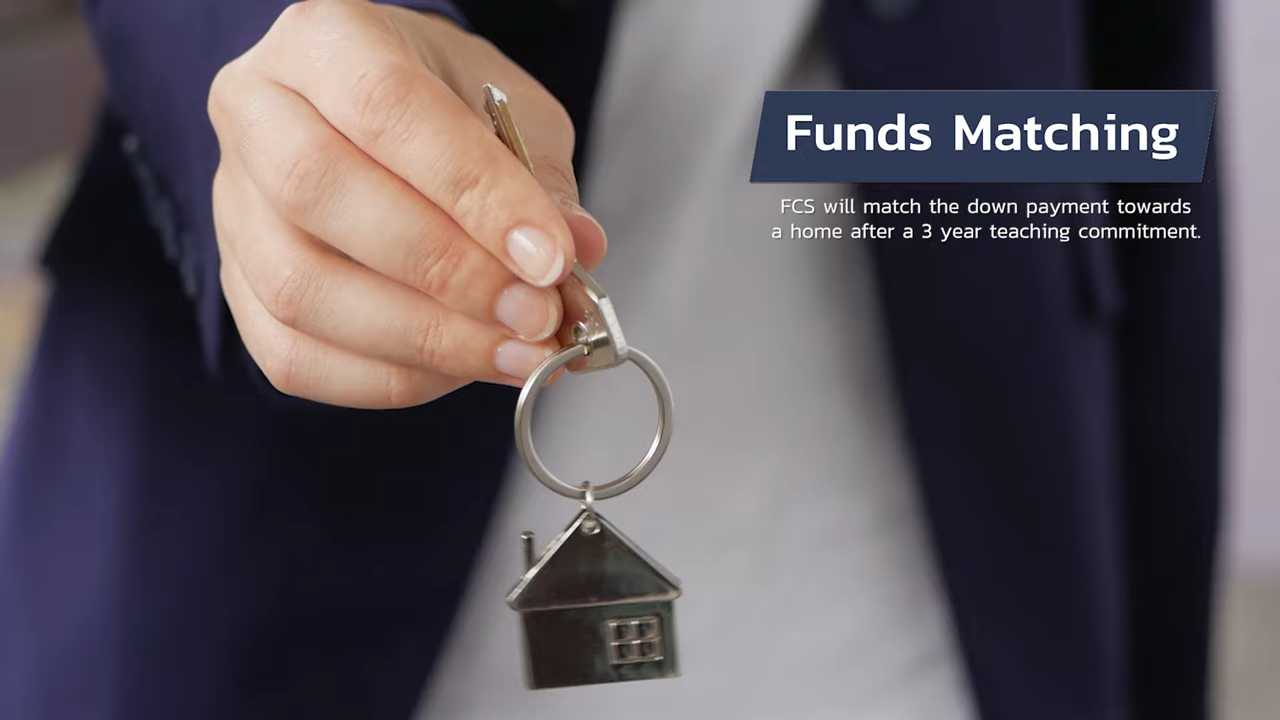 Funds Matching
FCS will match the down payment towards
a home after a 3 year teaching commitment.